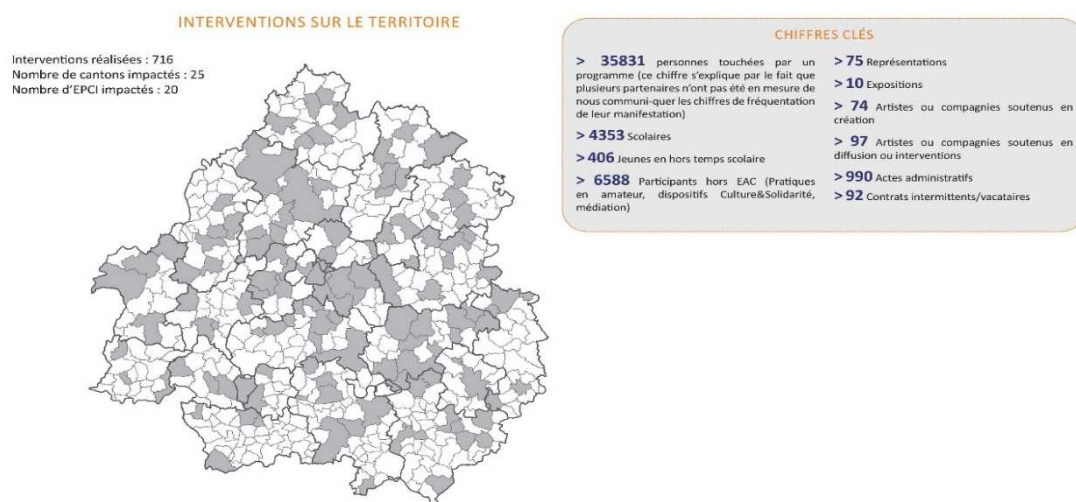 INTERVENTIONS SUR LE TERRITOIRE
Interventions réalisées : 716
Nombre de cantons impactés : 25
Nombre d'EPCI impactés : 20
CHIFFRES CLÉS
> 35831 personnes touchées par un
programme (ce chiffre s'explique par le fait que
plusieurs partenaires n'ont pas été en mesure de
nous communi-quer les chiffres de fréquentation
de leur manifestation)
> 4353 Scolaires
> 406 Jeunes en hors temps scolaire
> 6588 Participants hors EAC (Pratiques
en amateur, dispositifs Culture&Solidarité,
médiation)
> 75 Représentations
> 10 Expositions
> 74 Artistes ou compagnies soutenus en
création
> 97 Artistes ou compagnies soutenus en
diffusion ou interventions
> 990 Actes administratifs
> 92 Contrats intermittents/vacataires